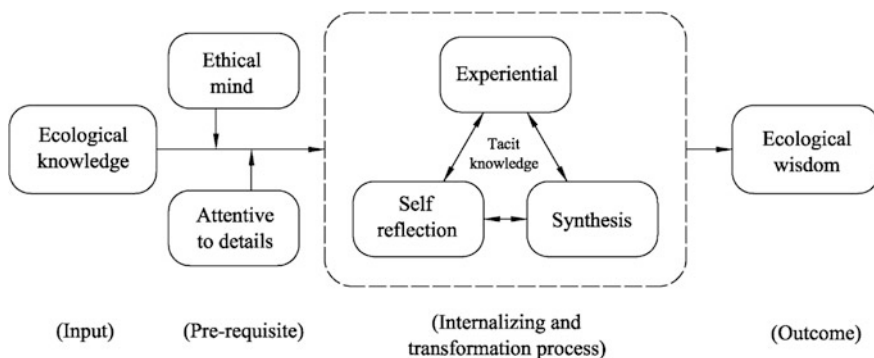 Ethical
mind
Ecological
knowledge
Attentive
to details
Experiential
Tacit
knowledge
Self
reflection
Synthesis
Ecological
wisdom
(Input)
(Pre-requisite)
(Internalizing and
transformation process)
(Outcome)